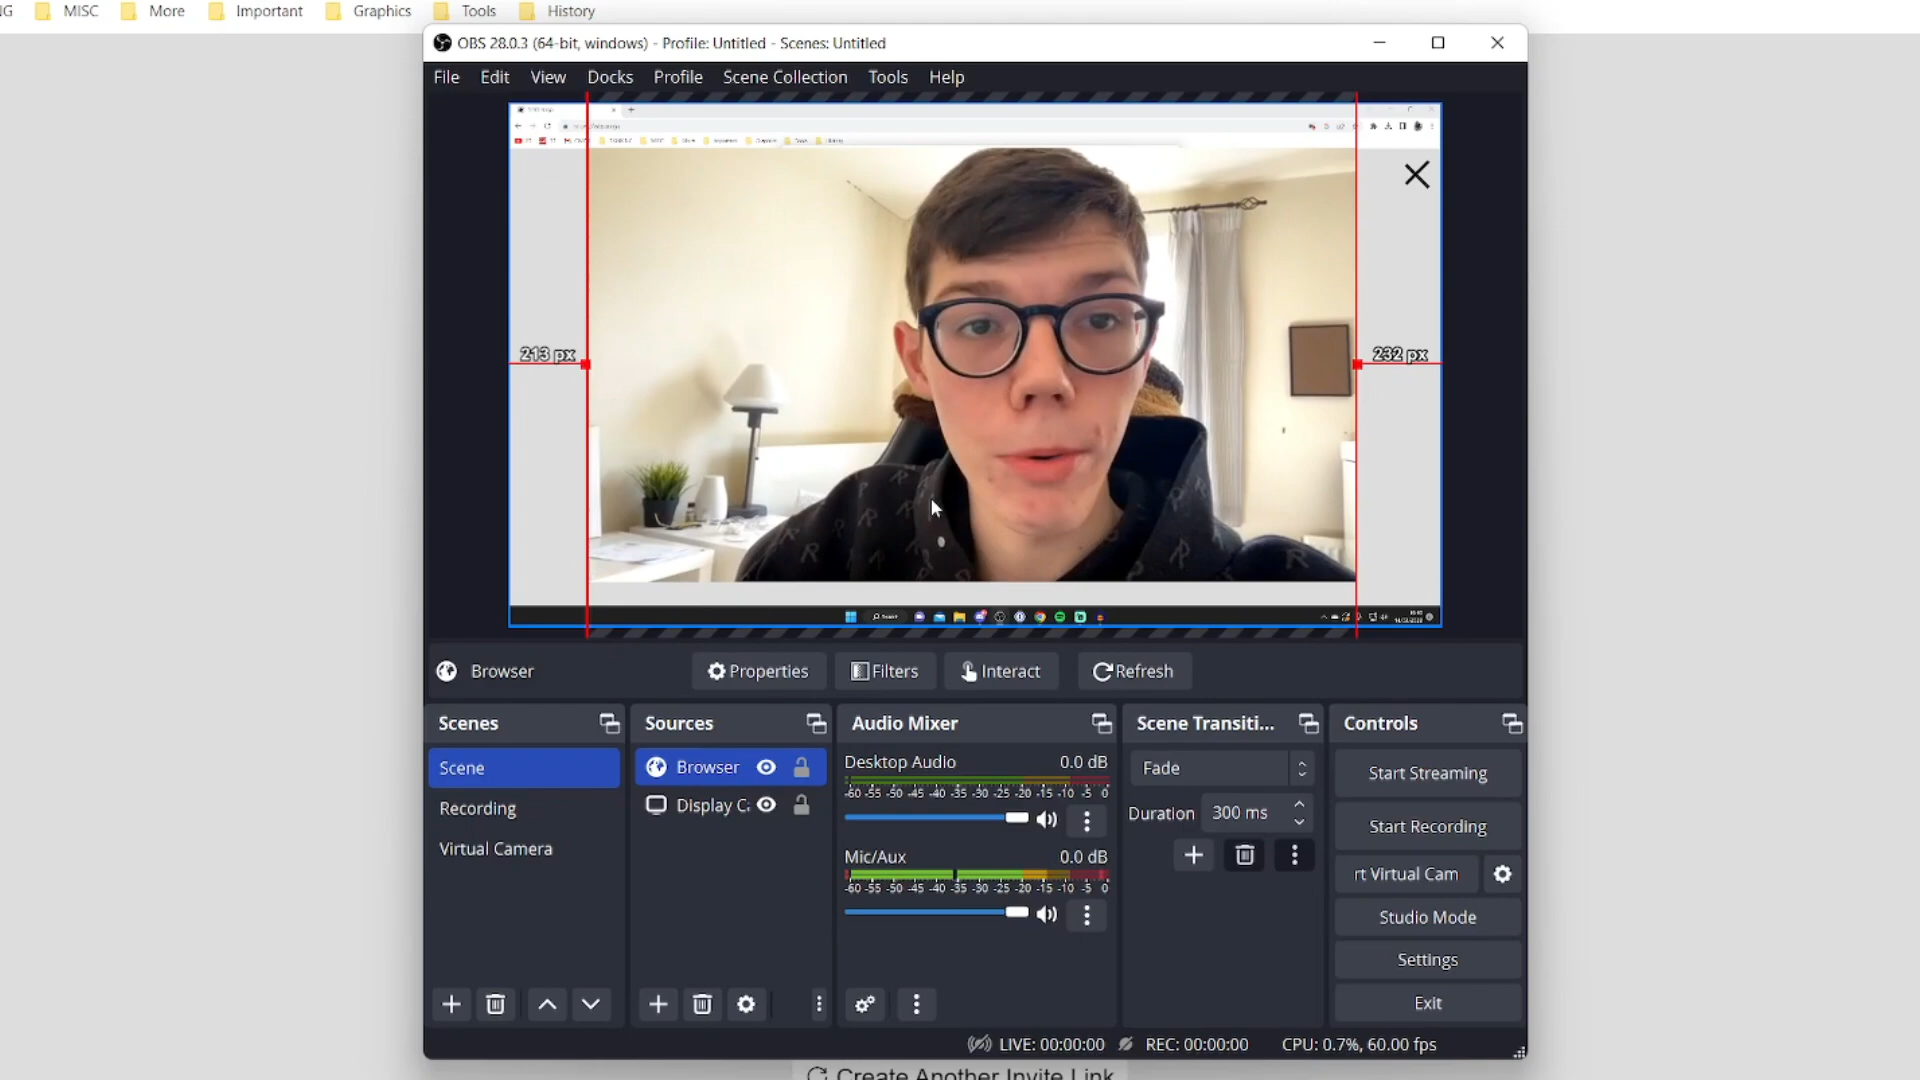 MISC More Important Graphics Tools History
OBS 28.0.3 (64-bit, windows) - Profile: Untitled - Scenes: Untitled
File Edit View Docks Profile Scene Collection Tools Help
213 px
232 px
Browser Properties Filters Interact Refresh
Scenes
Scene
Recording
Virtual Camera
Sources
Browser
Display Ca
Audio Mixer
Desktop Audio 0.0 dB
-60 -55 -50 -45 -40 -35 -30 -25 -20 -15 -10 -5 0
Mic/Aux 0.0 dB
-60 -55 -50 -45 -40 -35 -30 -25 -20 -15 -10 -5 0
Scene Transiti...
Fade
Duration 300 ms
Controls
Start Streaming
Start Recording
rt Virtual Cam
Studio Mode
Settings
Exit
LIVE: 00:00:00 REC: 00:00:00 CPU: 0.7%, 60.00 fps
Create Another Invite Link